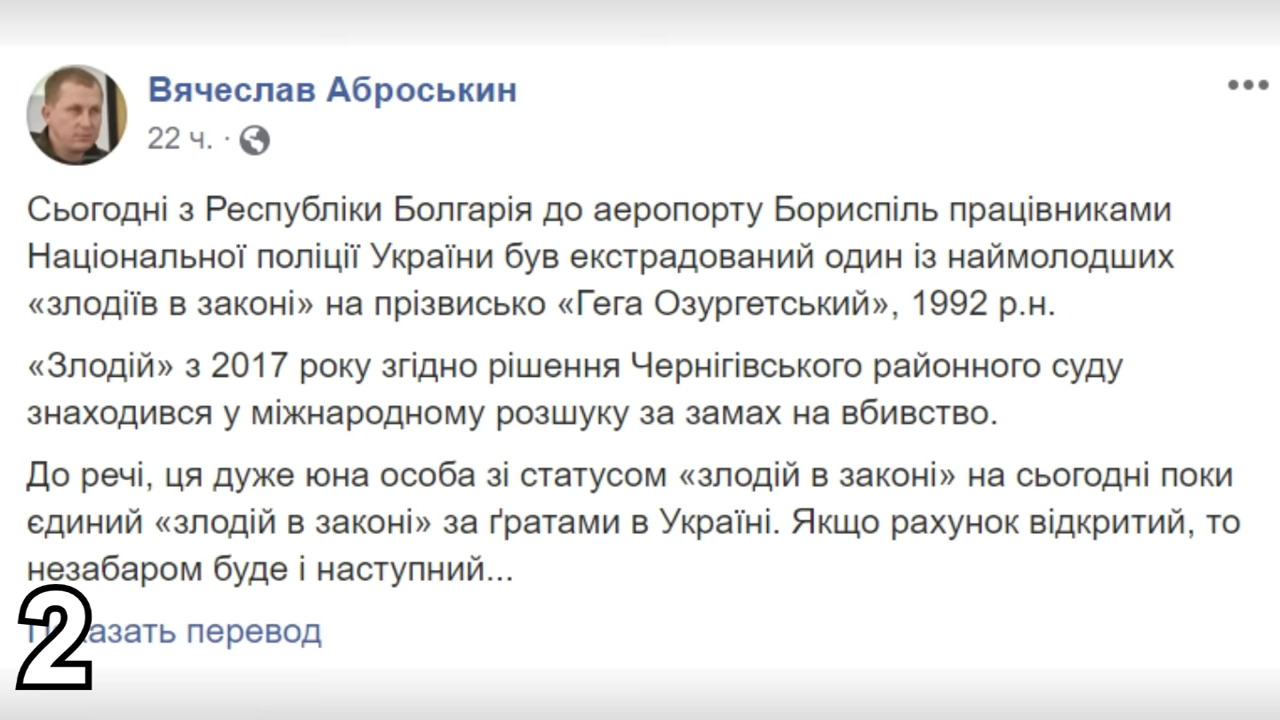 Вячеслав Аброськин
22 ч. ·
Сьогодні з Республіки Болгарія до аеропорту Бориспіль працівниками
Національної поліції України був екстрадований один із наймолодших
«злодіїв в законі» на прізвисько «Гега Озургетський», 1992 р.н.
«Злодій» з 2017 року згідно рішення Чернігівського районного суду
знаходився у міжнародному розшуку за замах на вбивство.
До речі, ця дуже юна особа зі статусом «злодій в законі» на сьогодні поки
єдиний «злодій в законі» за ґратами в Україні. Якщо рахунок відкритий, то
незабаром буде і наступний...
Показать перевод
2